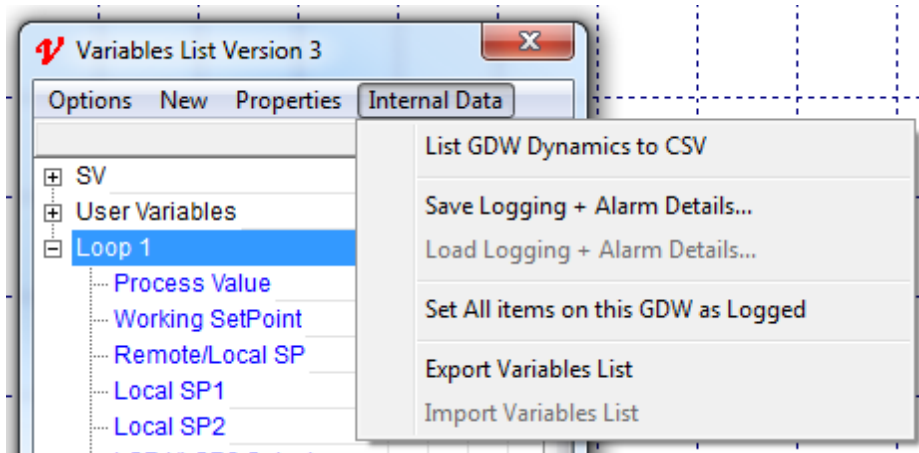 Variables List Version 3
Options New Properties Internal Data
List GDW Dynamics to CSV
Save Logging + Alarm Details...
Load Logging + Alarm Details...
Set All items on this GDW as Logged
Export Variables List
Import Variables List
SV
User Variables
Loop 1
Process Value
Working SetPoint
Remote/Local SP
Local SP1
Local SP2